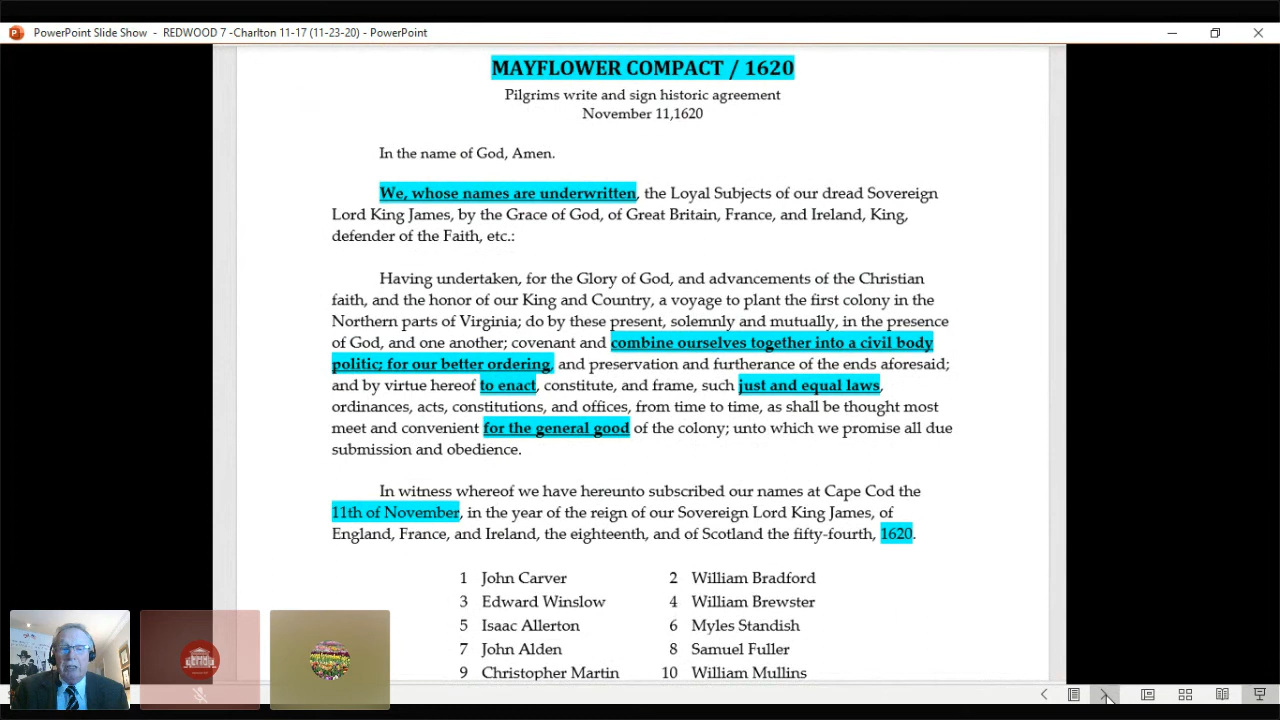 PowerPoint Slide Show - REDWOOD 7 -Charlton 11-17 (11-23-20) - PowerPoint
MAYFLOWER COMPACT / 1620
Pilgrims write and sign historic agreement
November 11,1620
In the name of God, Amen.
We, whose names are underwritten, the Loyal Subjects of our dread Sovereign
Lord King James, by the Grace of God, of Great Britain, France, and Ireland, King,
defender of the Faith, etc.:
Having undertaken, for the Glory of God, and advancements of the Christian
faith, and the honor of our King and Country, a voyage to plant the first colony in the
Northern parts of Virginia; do by these present, solemnly and mutually, in the presence
of God, and one another; covenant and combine ourselves together into a civil body
politic; for our better ordering, and preservation and furtherance of the ends aforesaid;
and by virtue hereof to enact, constitute, and frame, such just and equal laws,
ordinances, acts, constitutions, and offices, from time to time, as shall be thought most
meet and convenient for the general good of the colony; unto which we promise all due
submission and obedience.
In witness whereof we have hereunto subscribed our names at Cape Cod the
11th of November, in the year of the reign of our Sovereign Lord King James, of
England, France, and Ireland, the eighteenth, and of Scotland the fifty-fourth, 1620.
1 John Carver 2 William Bradford
3 Edward Winslow 4 William Brewster
5 Isaac Allerton 6 Myles Standish
7 John Alden 8 Samuel Fuller
9 Christopher Martin 10 William Mullins